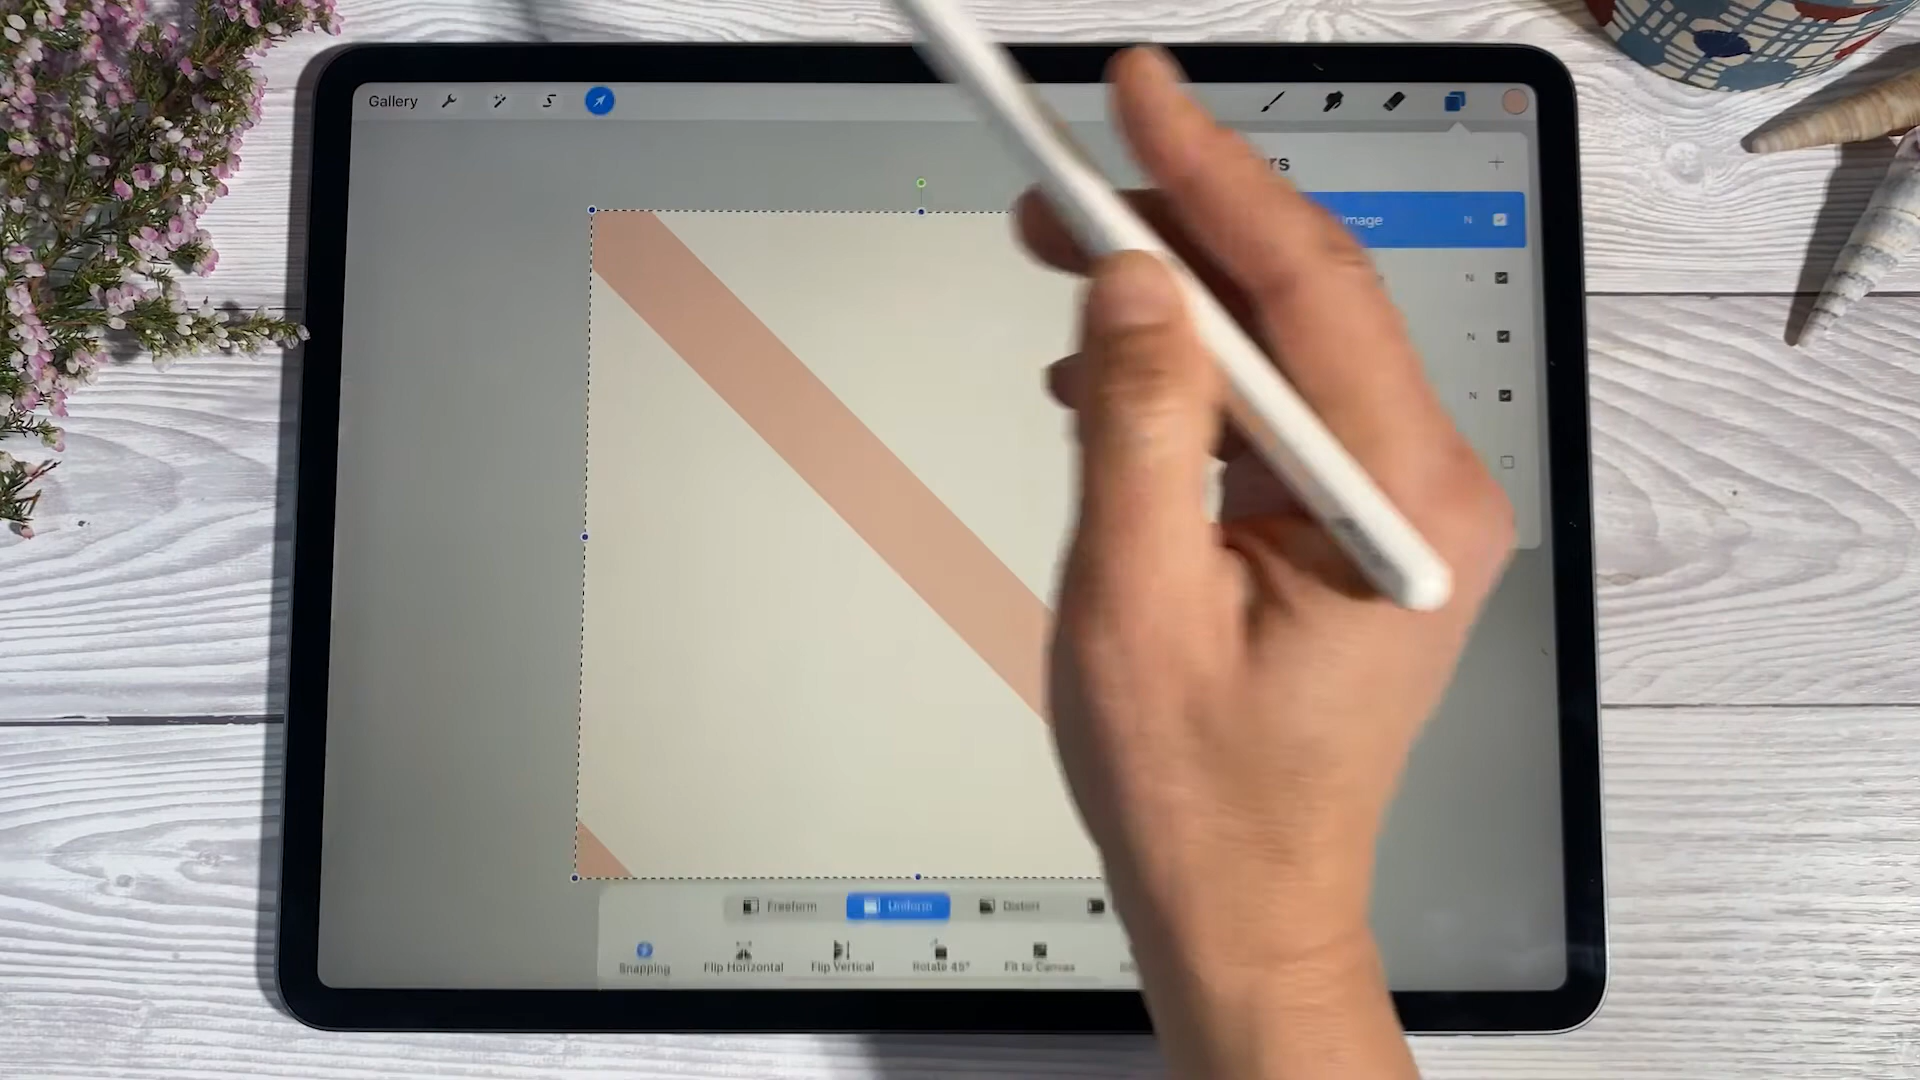 Gallery
rs
Image N
N
N
N
Freeform Uniform Distort
Snapping Flip Horizontal Flip Vertical Rotate 45° Fit to Canvas